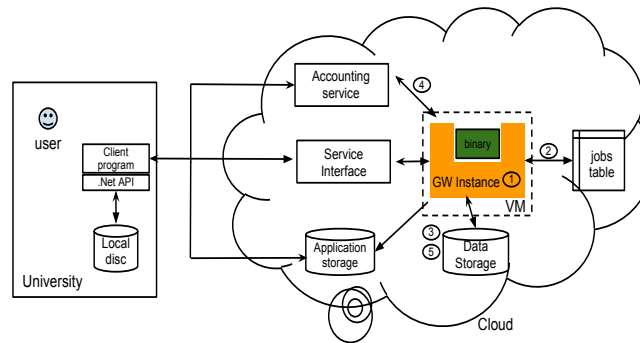 Accounting
service
4
user
Client
program
.Net API
Local
disc
University
Service
Interface
binary
GW Instance 1
VM
2
jobs
table
Application
storage
3
5
Data
Storage
Cloud